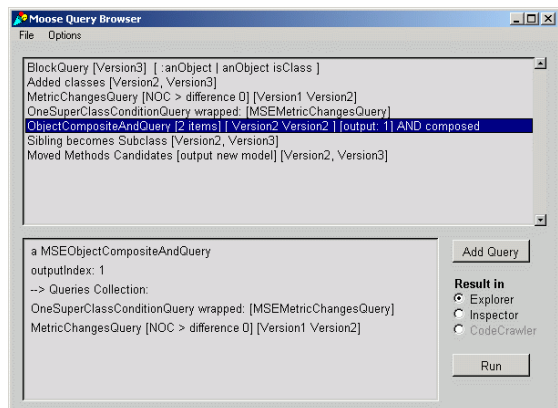 Moose Query Browser
File Options
BlockQuery [Version3] [ :anObject | anObject isClass ]
Added classes [Version2, Version3]
MetricChangesQuery [NOC > difference 0] [Version1 Version2]
OneSuperClassConditionQuery wrapped: [MSEMetricChangesQuery]
ObjectCompositeAndQuery [2 items] [ Version2 Version2 ] [output: 1] AND composed
Sibling becomes Subclass [Version2, Version3]
Moved Methods Candidates [output new model] [Version2, Version3]
a MSEObjectCompositeAndQuery
outputIndex: 1
--> Queries Collection:
OneSuperClassConditionQuery wrapped: [MSEMetricChangesQuery]
MetricChangesQuery [NOC > difference 0] [Version1 Version2]
Add Query
Result in
Explorer
Inspector
CodeCrawler
Run